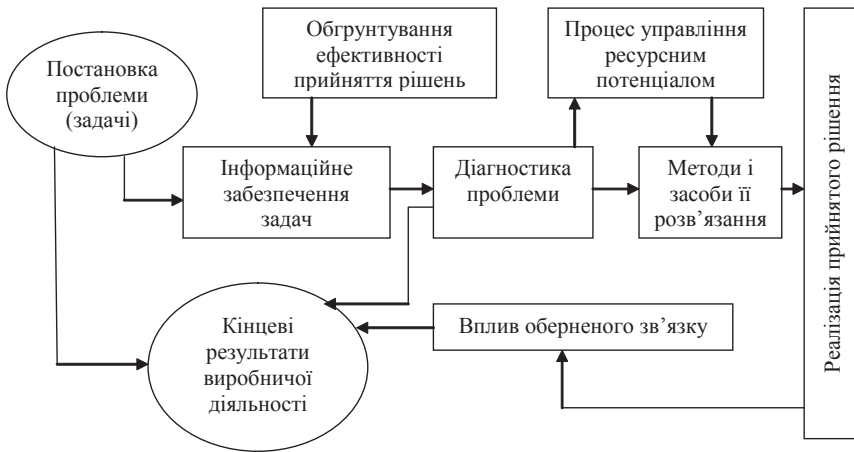 Постановка
проблеми
(задачі)
Обгрунтування
ефективності
прийняття рішень
Процес управління
ресурсним
потенціалом
Інформаційне
забезпечення
задач
Діагностика
проблеми
Методи і
засоби її
розв’язання
Реалізація прийнятого рішення
Кінцеві
результати
виробничої
діяльності
Вплив оберненого зв’язку